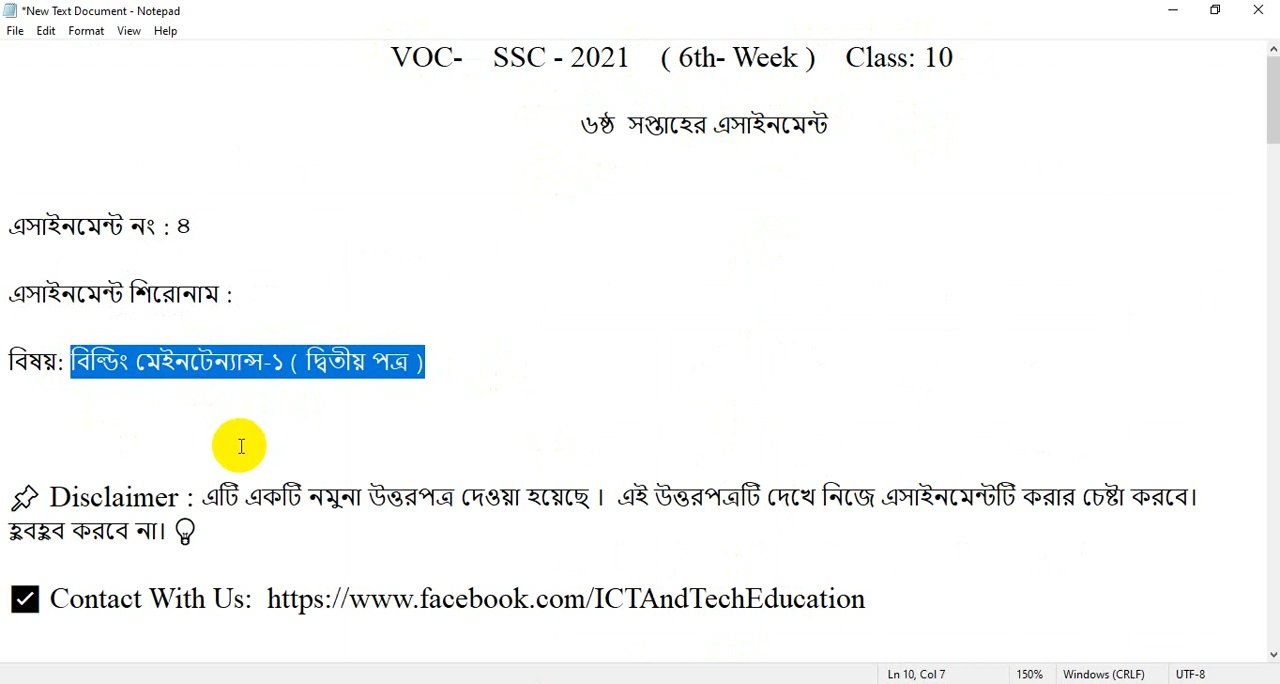 *New Text Document - Notepad
File Edit Format View Help
VOC- SSC - 2021 ( 6th- Week ) Class: 10
৬ষ্ঠ সপ্তাহের এসাইনমেন্ট
এসাইনমেন্ট নং : ৪
এসাইনমেন্ট শিরোনাম :
বিষয়: বিল্ডিং মেইনটেন্যান্স-১ ( দ্বিতীয় পত্র )
📌 Disclaimer : এটি একটি নমুনা উত্তরপত্র দেওয়া হয়েছে । এই উত্তরপত্রটি দেখে নিজে এসাইনমেন্টটি করার চেষ্টা করবে।
হুবহুব করবে না। 💡
☑ Contact With Us: https://www.facebook.com/ICTAndTechEducation
Ln 10, Col 7 150% Windows (CRLF) UTF-8